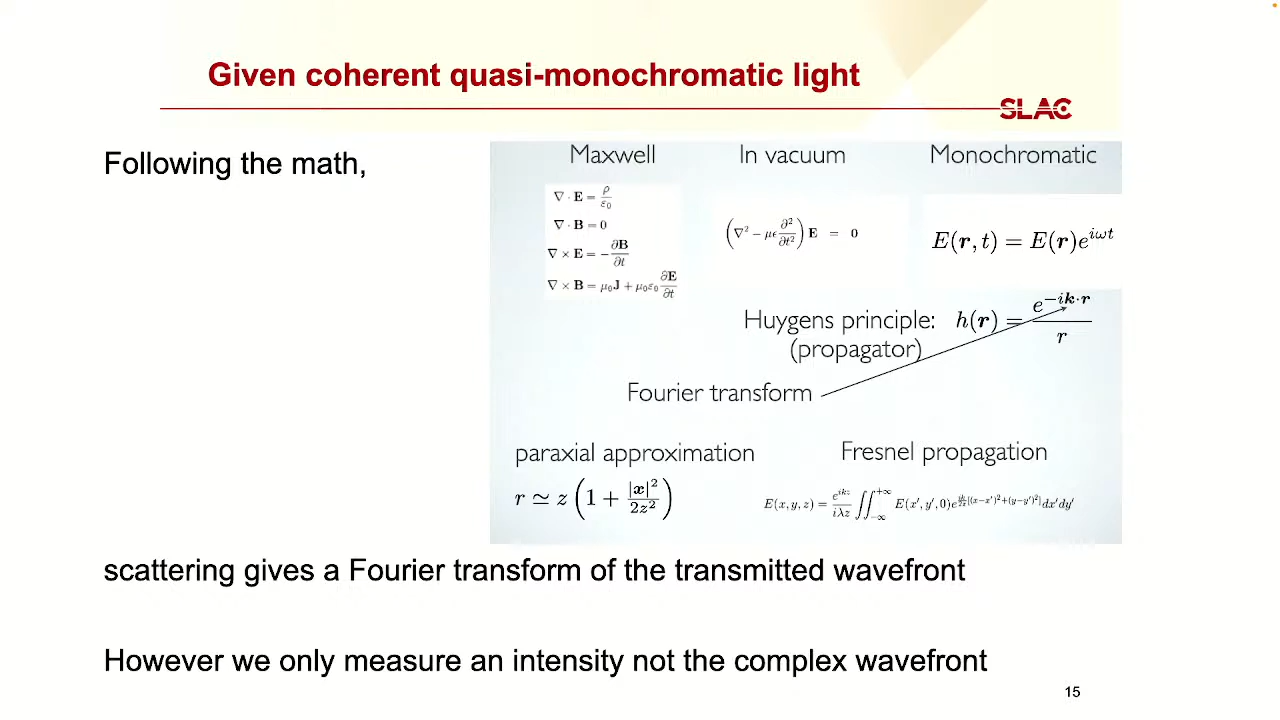 Given coherent quasi-monochromatic light
SLAC
Following the math,
Maxwell
In vacuum
Monochromatic
∇ · E = ρ/ε₀
∇ · B = 0
∇ × E = −∂B/∂t
∇ × B = μ₀J + μ₀ε₀ ∂E/∂t
(∇² − με ∂²/∂t²) E = 0
E(r, t) = E(r)e^{iωt}
Huygens principle: h(r) = e^{−ik·r}/r
(propagator)
Fourier transform
paraxial approximation
Fresnel propagation
r ≃ z (1 + |x|²/2z²)
E(x, y, z) = e^{ikz}/iλz ∬_{−∞}^{+∞} E(x′, y′, 0)e^{ik/2z[(x−x′)²+(y−y′)²]}dx′dy′
scattering gives a Fourier transform of the transmitted wavefront
However we only measure an intensity not the complex wavefront
15